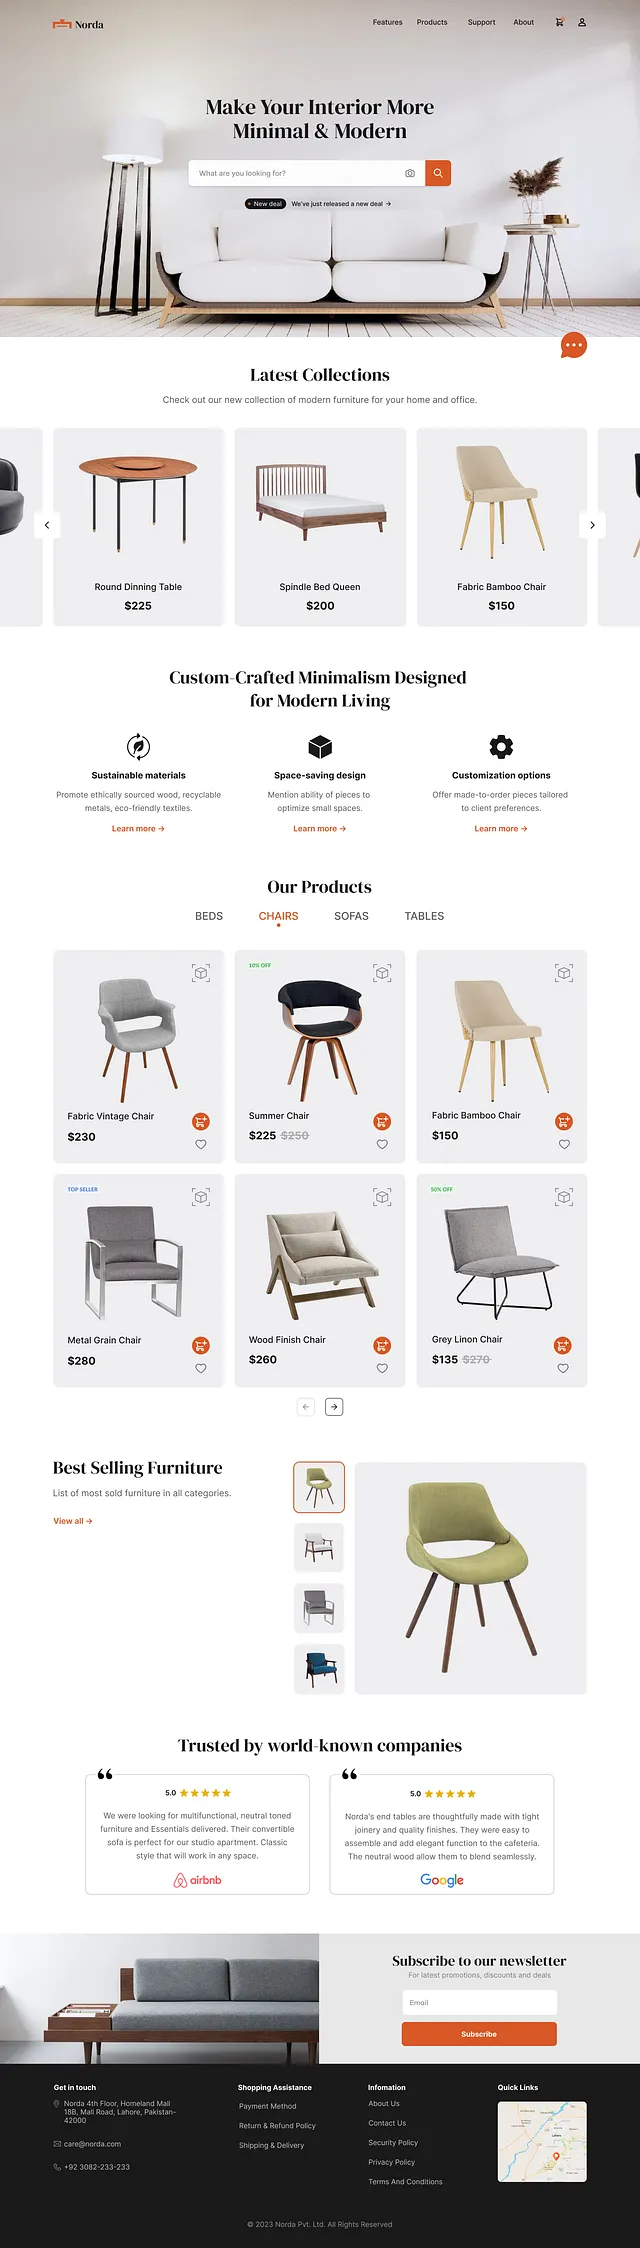 Norda
Features Products Support About
Make Your Interior More
Minimal & Modern
What are you looking for?
New deal We've just released a new deal →
Latest Collections
Check out our new collection of modern furniture for your home and office.
Round Dinning Table
$225
Spindle Bed Queen
$200
Fabric Bamboo Chair
$150
Custom-Crafted Minimalism Designed
for Modern Living
Sustainable materials
Promote ethically sourced wood, recyclable
metals, eco-friendly textiles.
Learn more →
Space-saving design
Mention ability of pieces to
optimize small spaces.
Learn more →
Customization options
Offer made-to-order pieces tailored
to client preferences.
Learn more →
Our Products
BEDS CHAIRS SOFAS TABLES
Fabric Vintage Chair
$230
10% OFF
Summer Chair
$225 $250
Fabric Bamboo Chair
$150
TOP SELLER
Metal Grain Chair
$280
Wood Finish Chair
$260
50% OFF
Grey Linon Chair
$135 $270
Best Selling Furniture
List of most sold furniture in all categories.
View all →
Trusted by world-known companies
5.0
We were looking for multifunctional, neutral toned
furniture and Essentials delivered. Their convertible
sofa is perfect for our studio apartment. Classic
style that will work in any space.
airbnb
5.0
Norda's end tables are thoughtfully made with tight
joinery and quality finishes. They were easy to
assemble and add elegant function to the cafeteria.
The neutral wood allow them to blend seamlessly.
Google
Subscribe to our newsletter
For latest promotions, discounts and deals
Email
Subscribe
Get in touch
Norda 4th Floor, Homeland Mall
18B, Mall Road, Lahore, Pakistan-
42000
care@norda.com
+92 3082-233-233
Shopping Assistance
Payment Method
Return & Refund Policy
Shipping & Delivery
Infomation
About Us
Contact Us
Security Policy
Privacy Policy
Terms And Conditions
Quick Links
Lahore
© 2023 Norda Pvt. Ltd. All Rights Reserved